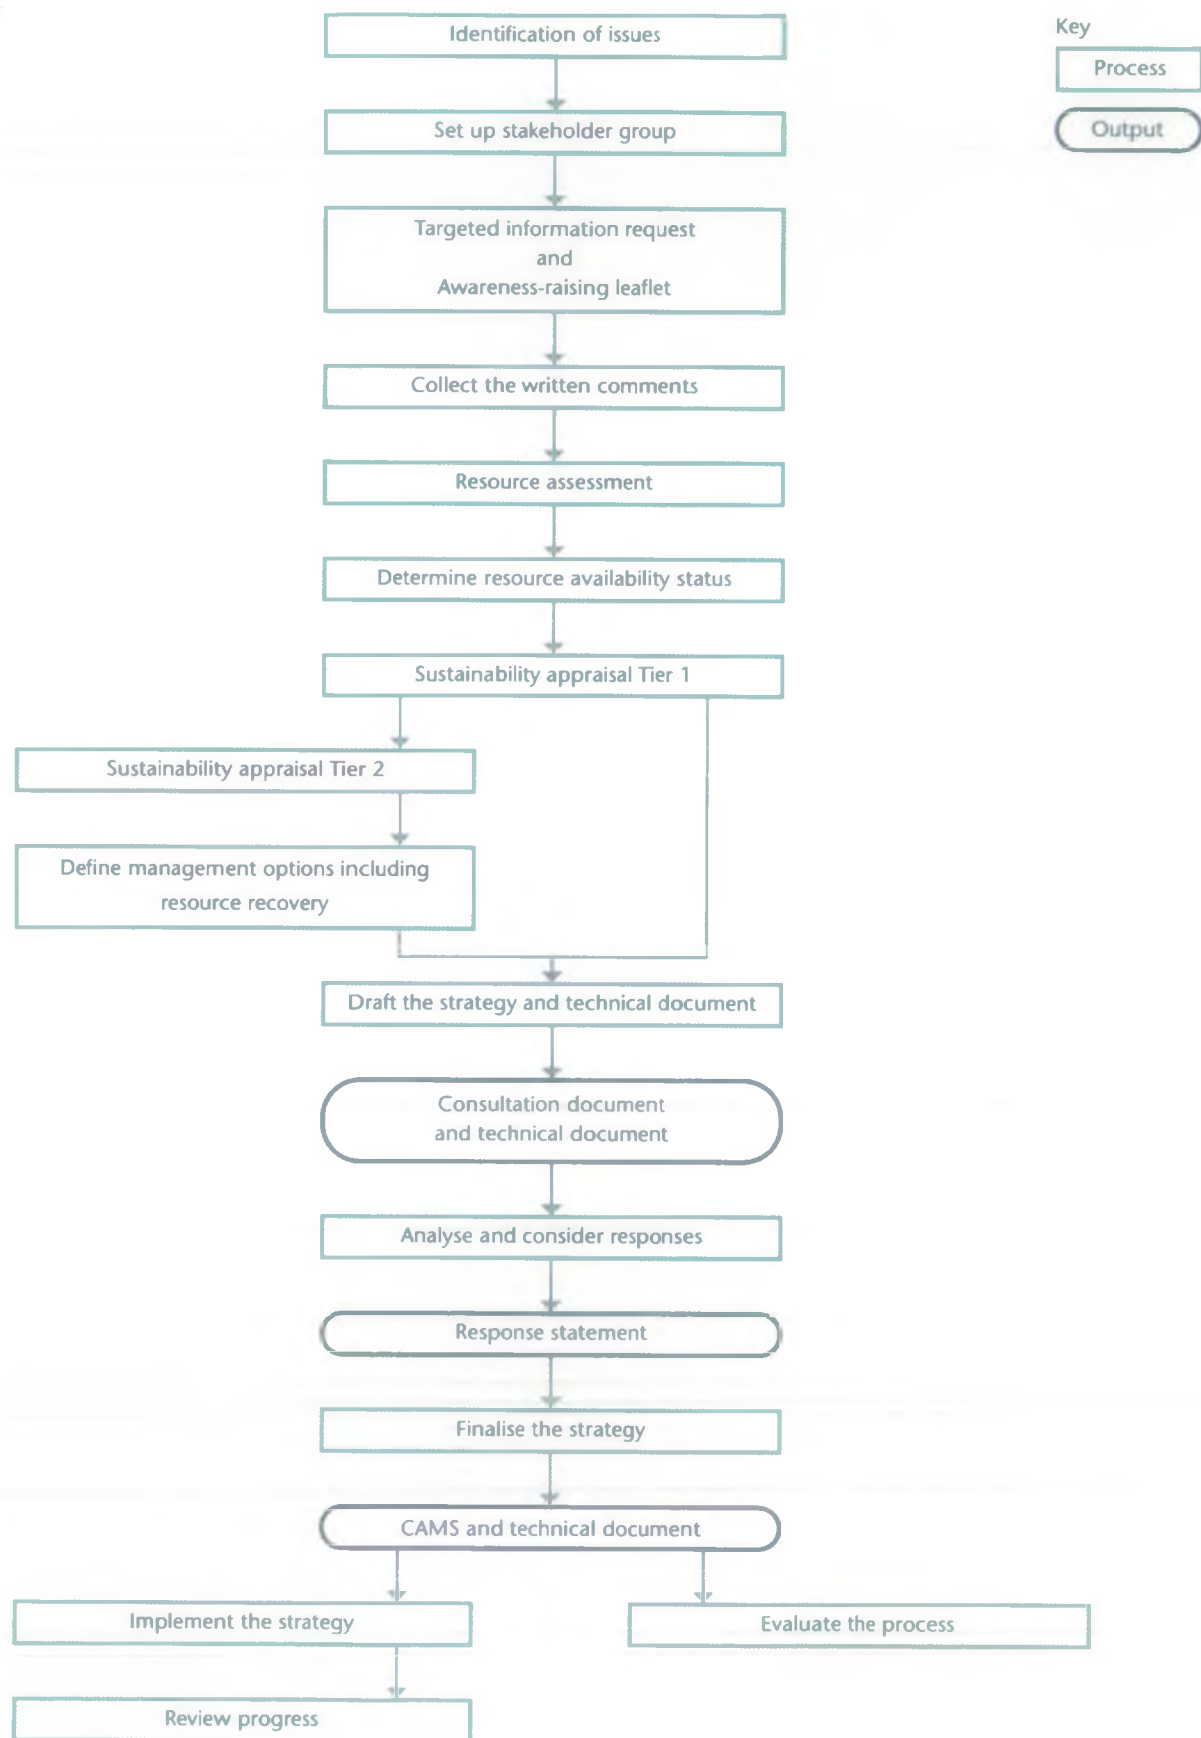 Identification of issues
Key
Process
Output
Set up stakeholder group
Targeted information request
and
Awareness-raising leaflet
Collect the written comments
Resource assessment
Determine resource availability status
Sustainability appraisal Tier 1
Sustainability appraisal Tier 2
Define management options including
resource recovery
Draft the strategy and technical document
Consultation document
and technical document
Analyse and consider responses
Response statement
Finalise the strategy
CAMS and technical document
Implement the strategy
Evaluate the process
Review progress